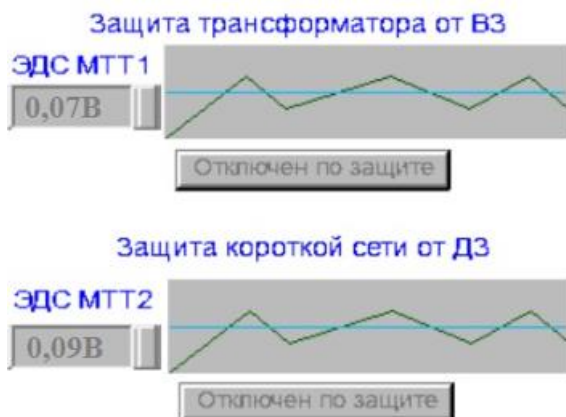 Защита трансформатора от ВЗ
ЭДС МТТ1
0,07В
Отключен по защите
Защита короткой сети от ДЗ
ЭДС МТТ2
0,09В
Отключен по защите